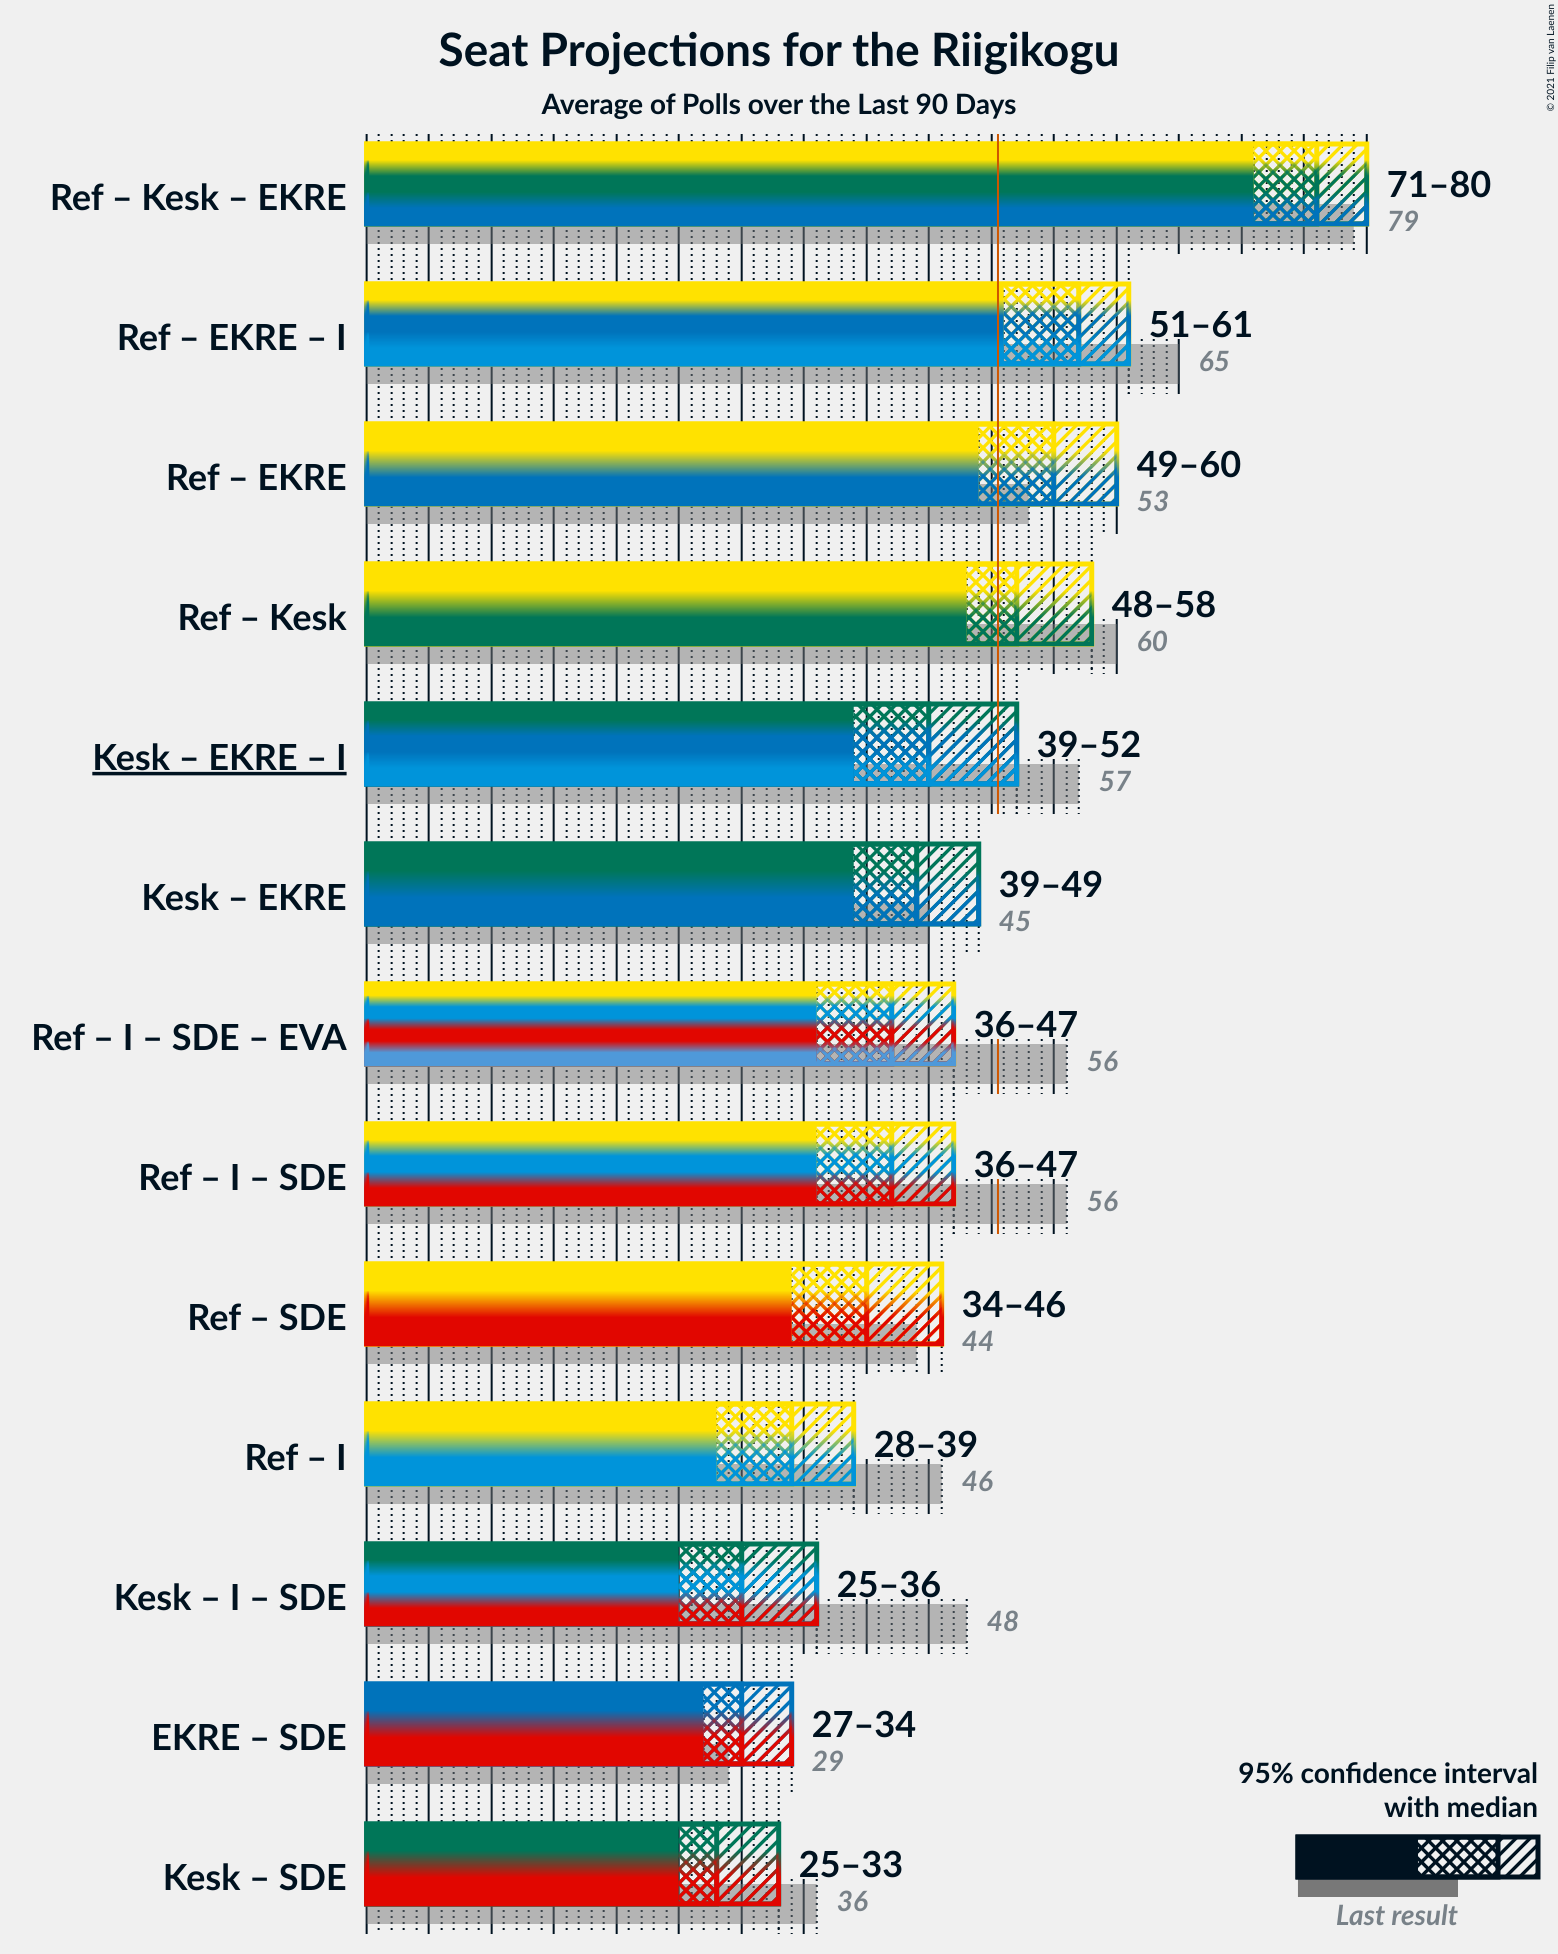 Seat Projections for the Riigikogu
Average of Polls over the Last 90 Days
© 2021 Filip van Laenen
Ref – Kesk – EKRE
71–80
79
Ref – EKRE – I
51–61
65
Ref – EKRE
49–60
53
Ref – Kesk
48–58
60
Kesk – EKRE – I
39–52
57
Kesk – EKRE
39–49
45
Ref – I – SDE – EVA
36–47
56
Ref – I – SDE
36–47
56
Ref – SDE
34–46
44
Ref – I
28–39
46
Kesk – I – SDE
25–36
48
EKRE – SDE
27–34
29
Kesk – SDE
25–33
36
95% confidence interval
with median
Last result